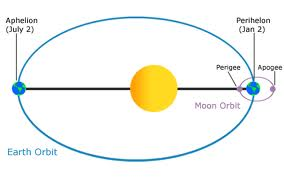 Aphelion
(July 2)
Perihelon
(Jan 2)
Perigee
Apogee
Moon Orbit
Earth Orbit